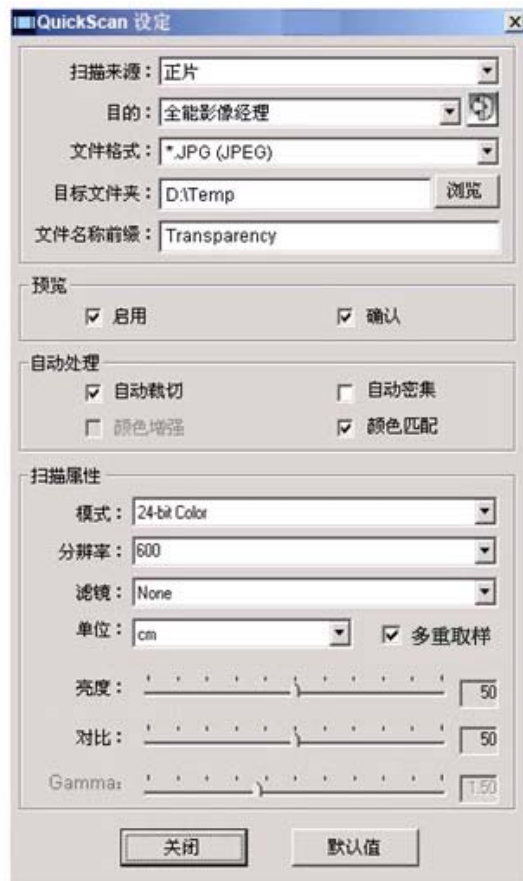 QuickScan 设定
扫描来源：正片
目的：全能影像经理
文件格式：*.JPG (JPEG)
目标文件夹：D:\Temp 浏览
文件名称前缀：Transparency
预览
启用 确认
自动处理
自动裁切 自动密集
颜色增强 颜色匹配
扫描属性
模式：24-bit Color
分辨率：600
滤镜：None
单位：cm 多重取样
亮度：50
对比：50
Gamma: 1.50
关闭 默认值